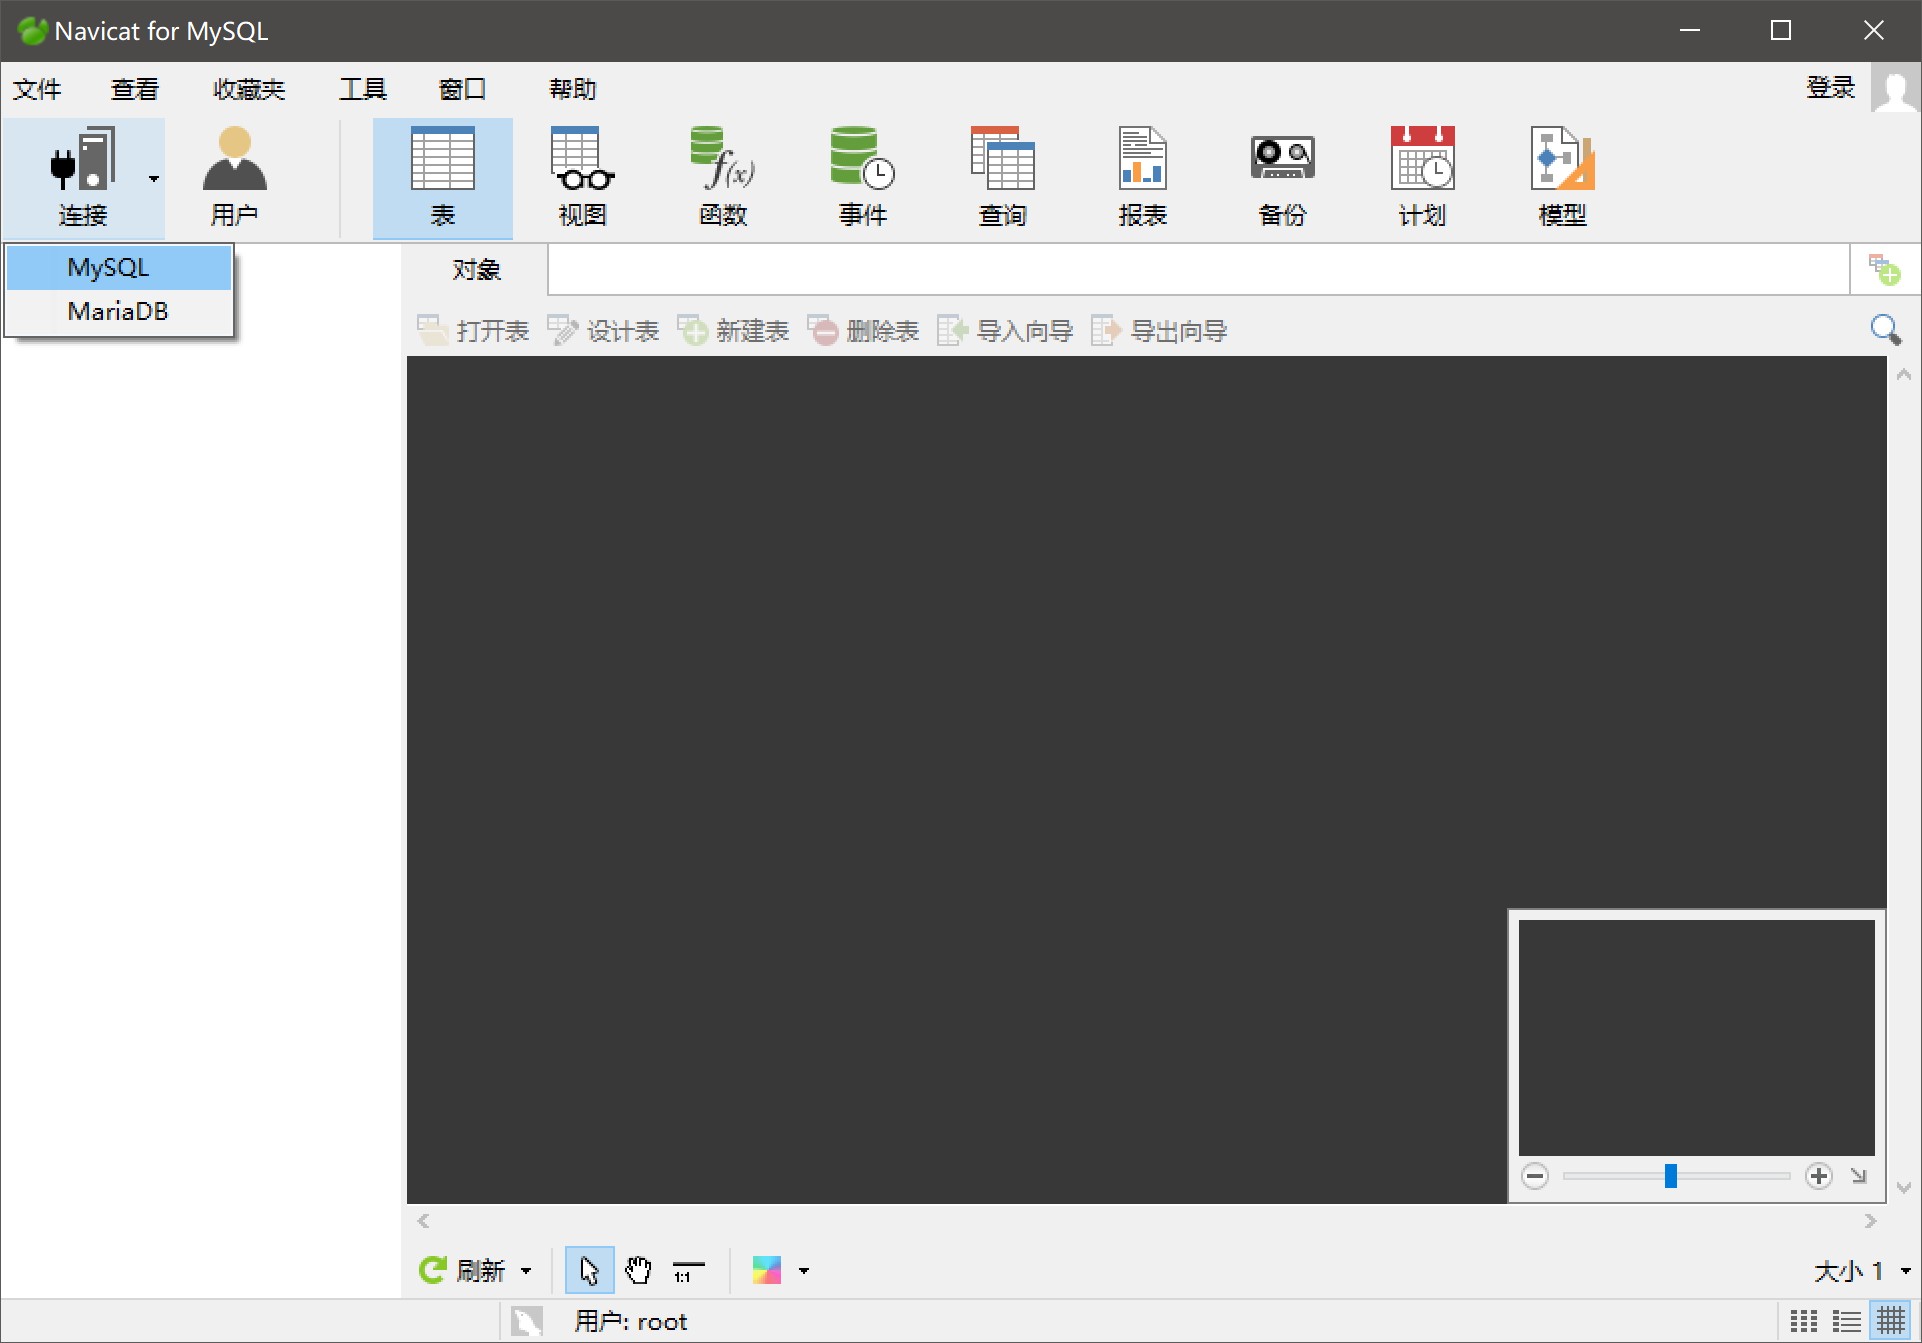 Navicat for MySQL
文件 查看 收藏夹 工具 窗口 帮助 登录
连接 用户 表 视图 f(x) 函数 事件 查询 报表 备份 计划 模型
MySQL
MariaDB
对象
打开表 设计表 新建表 删除表 导入向导 导出向导
刷新 1:1 大小 1
用户: root